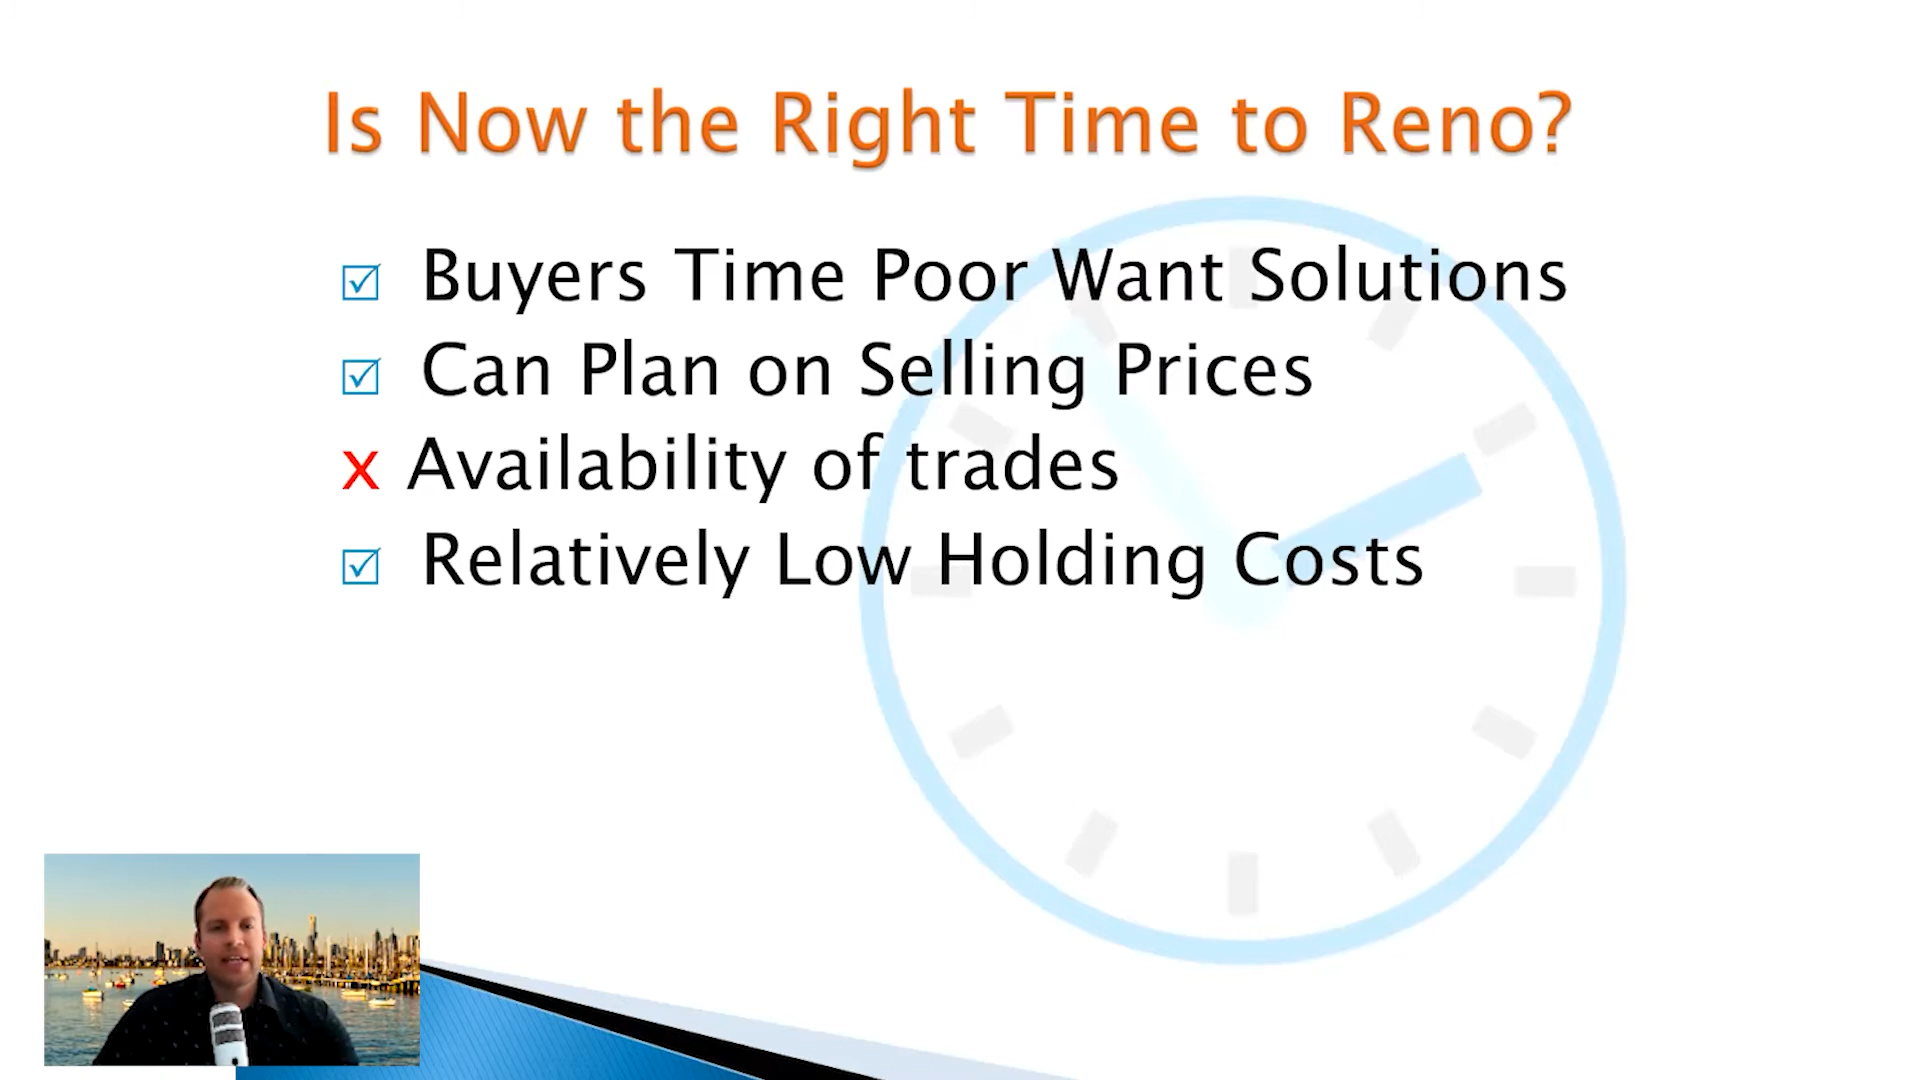 Is Now the Right Time to Reno?
Buyers Time Poor Want Solutions
Can Plan on Selling Prices
x Availability of trades
Relatively Low Holding Costs